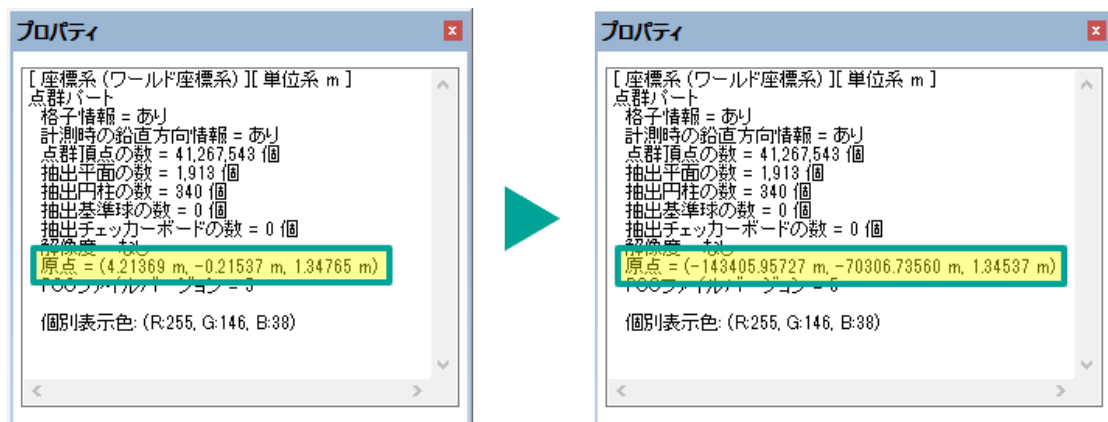 プロパティ
[ 座標系 (ワールド座標系) ][ 単位系 m ]
点群パート
格子情報 = あり
計測時の鉛直方向情報 = あり
点群頂点の数 = 41,267,543 個
抽出平面の数 = 1,913 個
抽出円柱の数 = 340 個
抽出基準球の数 = 0 個
抽出チェッカーボードの数 = 0 個
解像度 = なし
原点 = (4.21369 m, -0.21537 m, 1.34765 m)
個別表示色: (R:255, G:146, B:38)
プロパティ
[ 座標系 (ワールド座標系) ][ 単位系 m ]
点群パート
格子情報 = あり
計測時の鉛直方向情報 = あり
点群頂点の数 = 41,267,543 個
抽出平面の数 = 1,913 個
抽出円柱の数 = 340 個
抽出基準球の数 = 0 個
抽出チェッカーボードの数 = 0 個
解像度 = なし
原点 = (-143405.95727 m, -70306.73560 m, 1.34537 m)
個別表示色: (R:255, G:146, B:38)